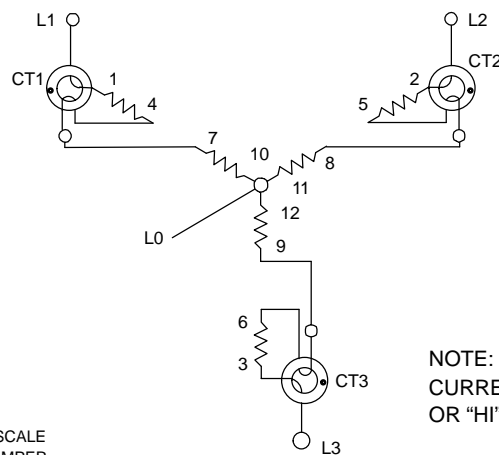 L1
L2
CT1
1
4
2
CT2
5
7
10
8
11
12
L0
9
6
3
CT3
NOTE:
CURRE
OR “HI”
SCALE
L3